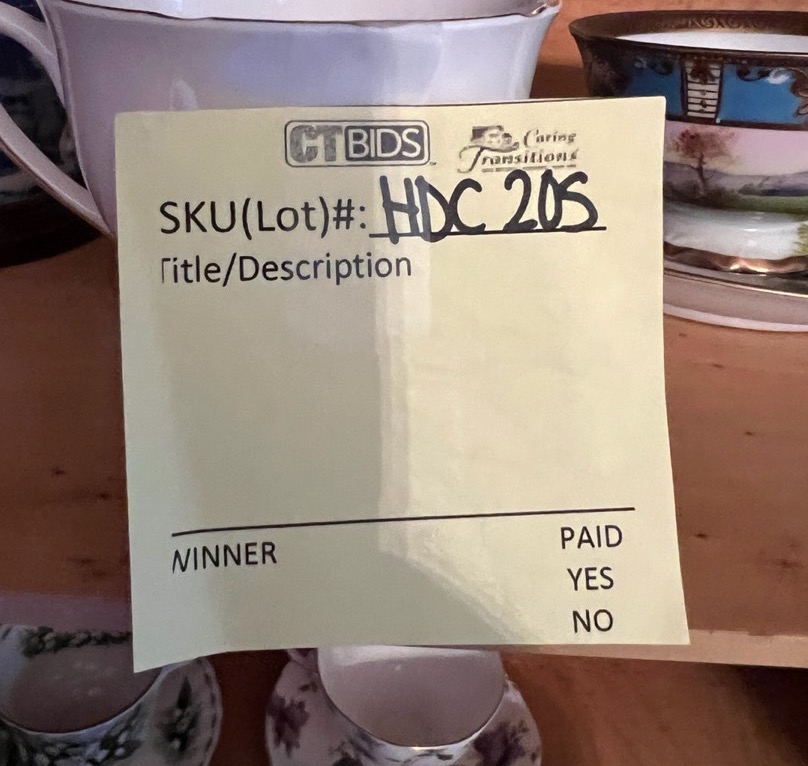 CTBIDS Caring Transitions
SKU(Lot)#: HDC 205
Title/Description
WINNER PAID
YES
NO